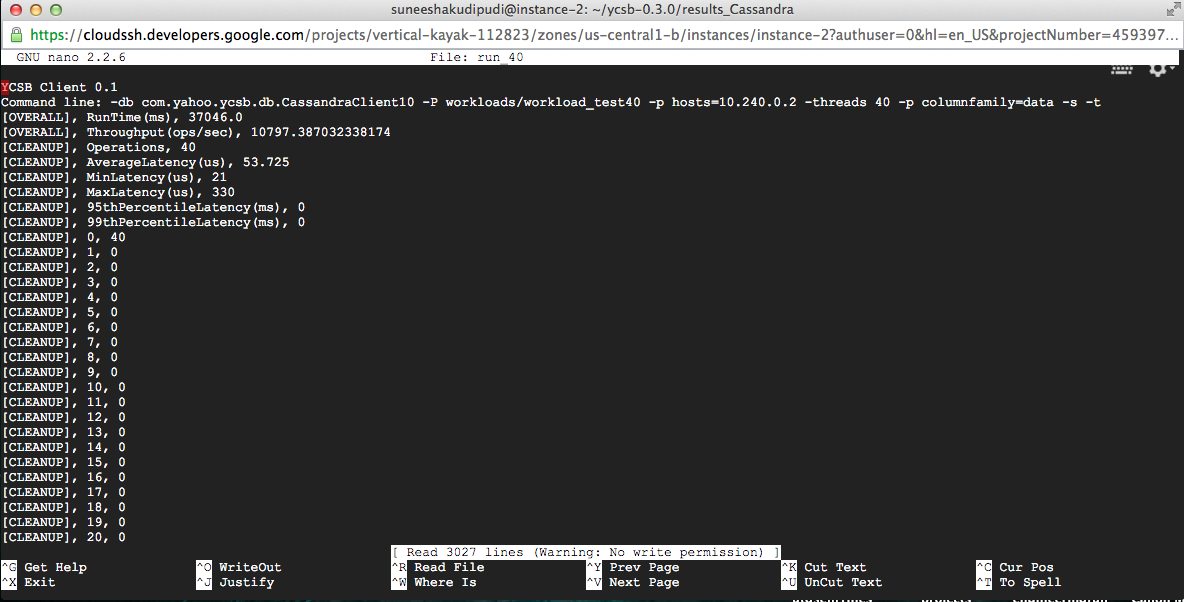 suneeshakudipudi@instance-2: ~/ycsb-0.3.0/results_Cassandra
https://cloudssh.developers.google.com/projects/vertical-kayak-112823/zones/us-central1-b/instances/instance-2?authuser=0&hl=en_US&projectNumber=459397...
GNU nano 2.2.6 File: run_40
YCSB Client 0.1
Command line: -db com.yahoo.ycsb.db.CassandraClient10 -P workloads/workload_test40 -p hosts=10.240.0.2 -threads 40 -p columnfamily=data -s -t
[OVERALL], RunTime(ms), 37046.0
[OVERALL], Throughput(ops/sec), 10797.387032338174
[CLEANUP], Operations, 40
[CLEANUP], AverageLatency(us), 53.725
[CLEANUP], MinLatency(us), 21
[CLEANUP], MaxLatency(us), 330
[CLEANUP], 95thPercentileLatency(ms), 0
[CLEANUP], 99thPercentileLatency(ms), 0
[CLEANUP], 0, 40
[CLEANUP], 1, 0
[CLEANUP], 2, 0
[CLEANUP], 3, 0
[CLEANUP], 4, 0
[CLEANUP], 5, 0
[CLEANUP], 6, 0
[CLEANUP], 7, 0
[CLEANUP], 8, 0
[CLEANUP], 9, 0
[CLEANUP], 10, 0
[CLEANUP], 11, 0
[CLEANUP], 12, 0
[CLEANUP], 13, 0
[CLEANUP], 14, 0
[CLEANUP], 15, 0
[CLEANUP], 16, 0
[CLEANUP], 17, 0
[CLEANUP], 18, 0
[CLEANUP], 19, 0
[CLEANUP], 20, 0
[ Read 3027 lines (Warning: No write permission) ]
^G Get Help ^O WriteOut ^R Read File ^Y Prev Page ^K Cut Text ^C Cur Pos
^X Exit ^J Justify ^W Where Is ^V Next Page ^U UnCut Text ^T To Spell